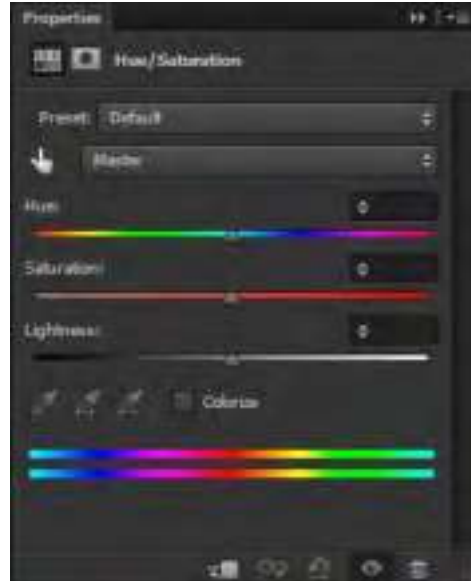 Properties
Hue/Saturation
Preset: Default
Master
Hue: 0
Saturation: 0
Lightness: 0
Colorize